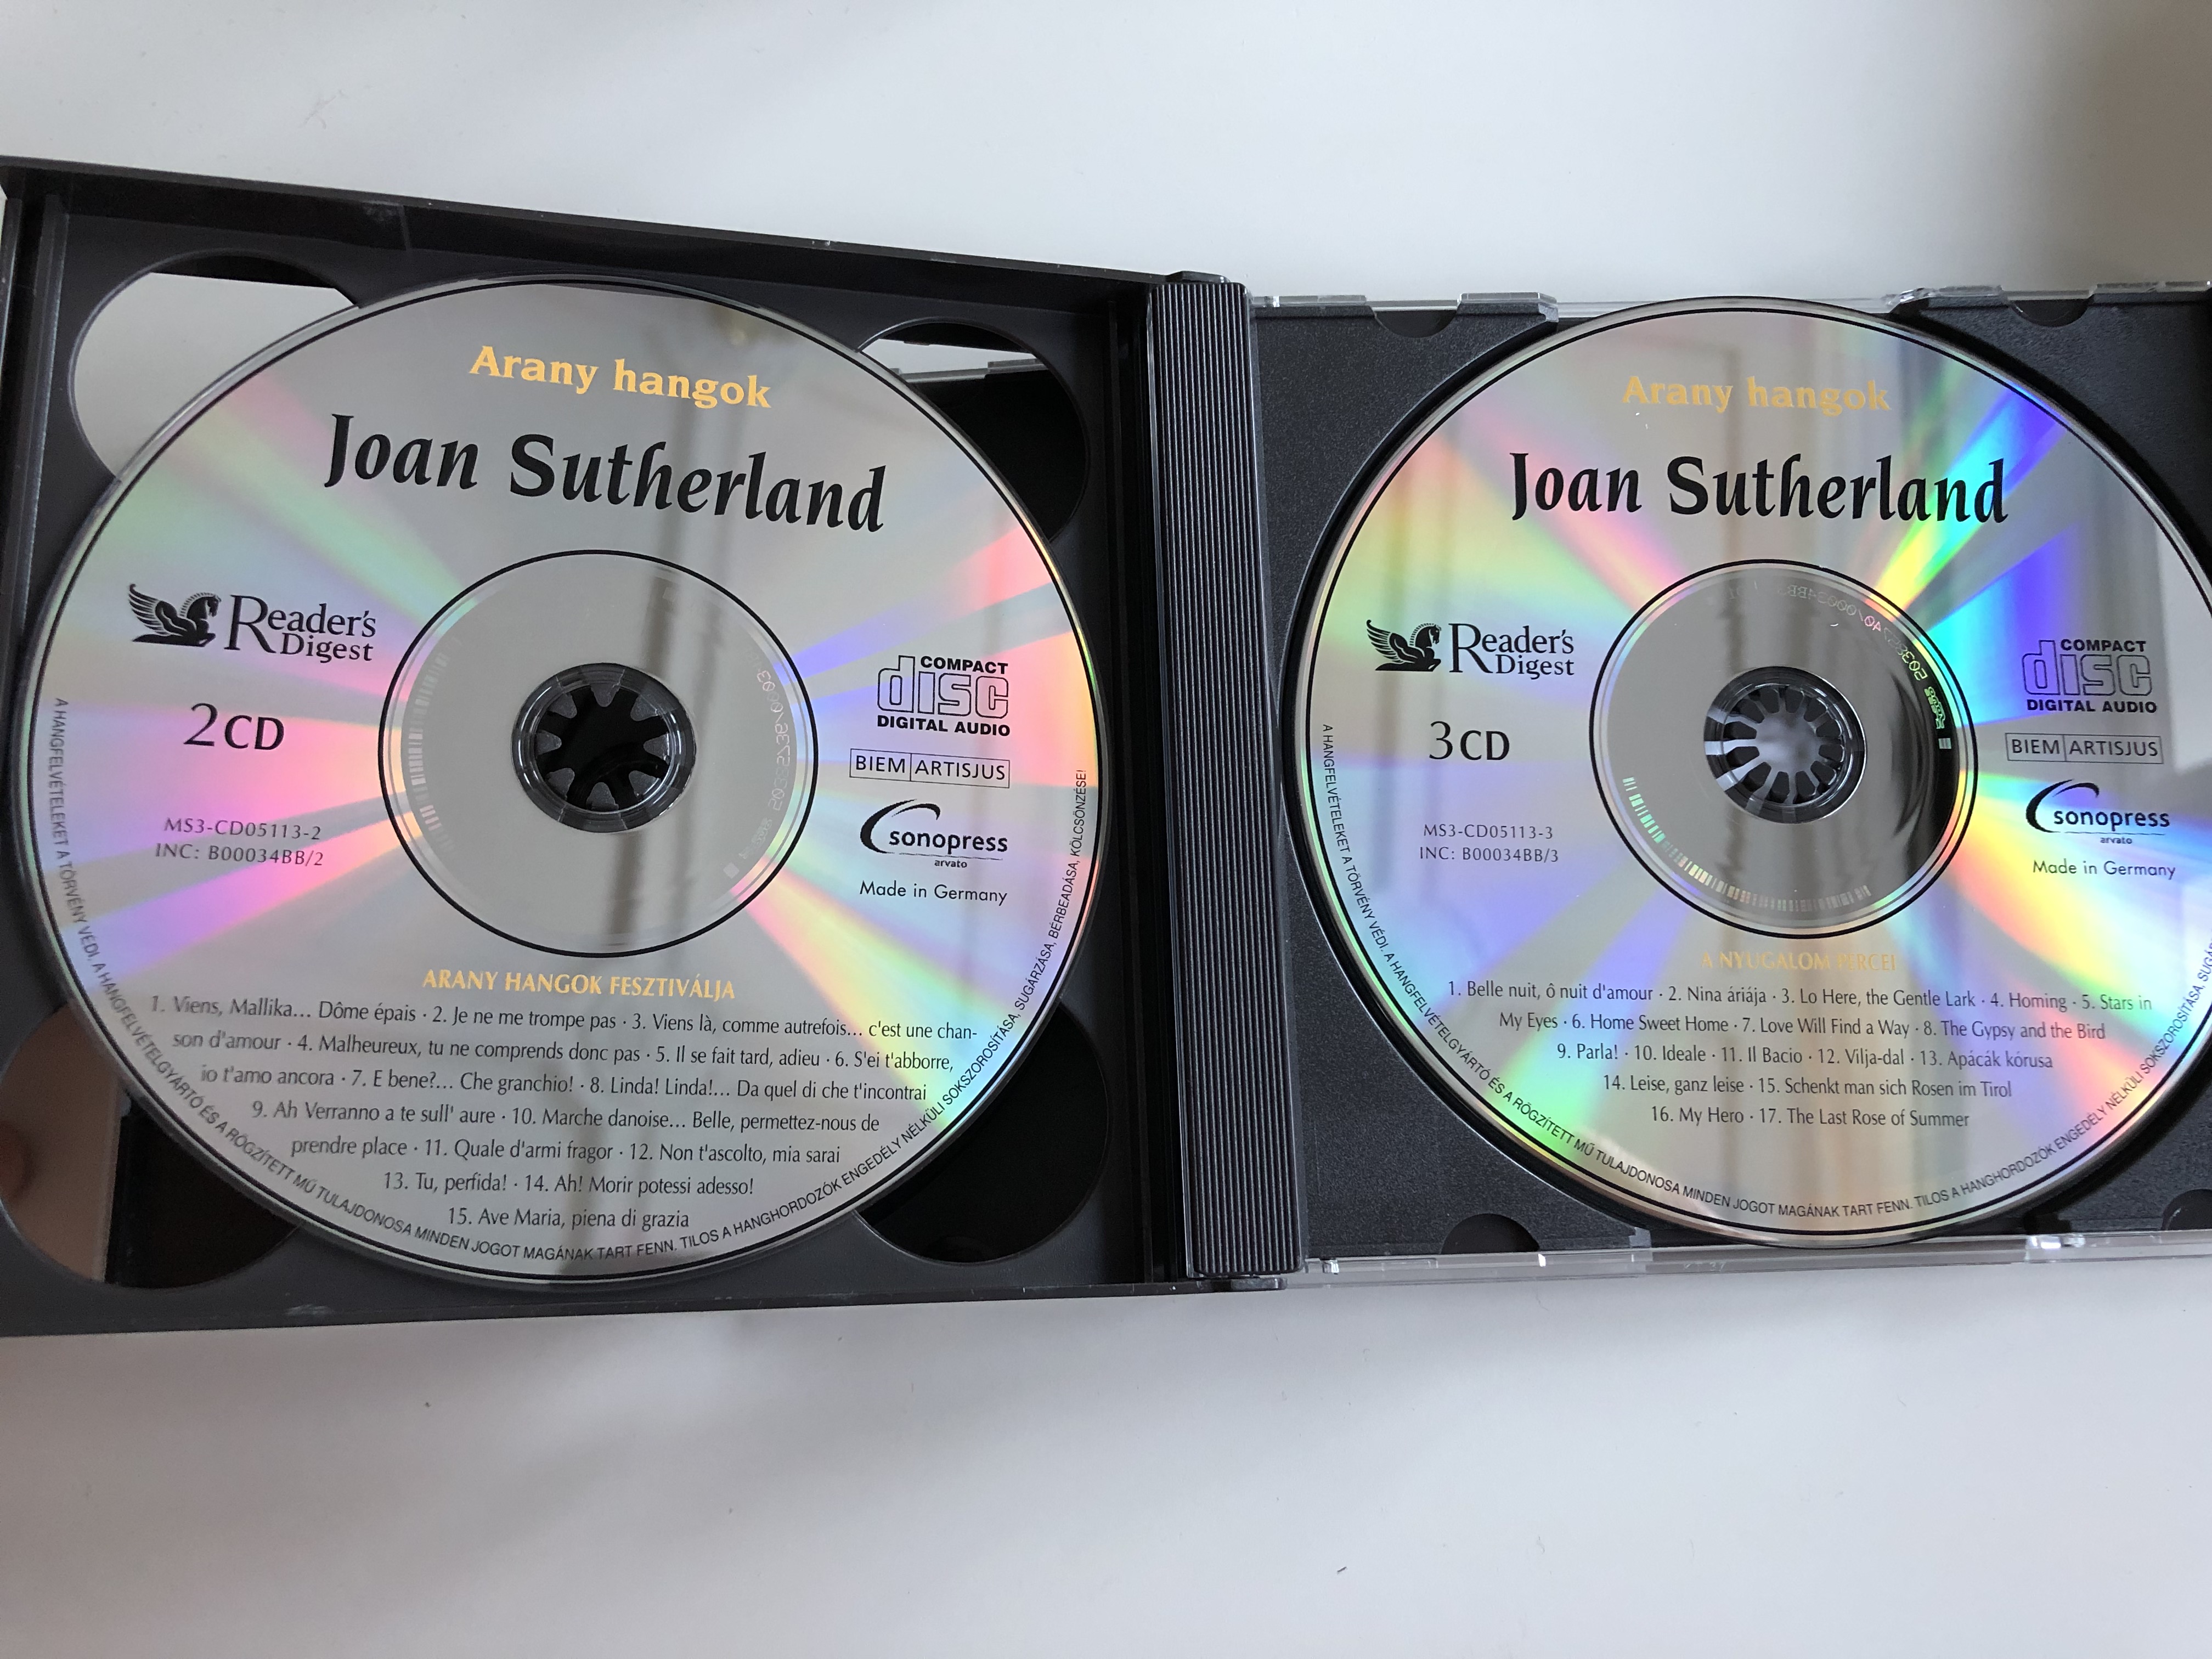 Arany hangok
Joan Sutherland
Reader's
Digest
2CD
MS3-CD05113-2
INC: B00034BB/2
COMPACT
disc
DIGITAL AUDIO
BIEM ARTISJUS
sonopress
arvato
Made in Germany
ARANY HANGOK FESZTIVÁLJA
1. Viens, Mallika... Dôme épais · 2. Je ne me trompe pas · 3. Viens là, comme autrefois... c'est une chan-
son d'amour · 4. Malheureux, tu ne comprends donc pas · 5. Il se fait tard, adieu · 6. S'ei t'abborre,
io t'amo ancora · 7. E bene?... Che granchio! · 8. Linda! Linda!... Da quel di che t'incontrai
9. Ah Verranno a te sull' aure · 10. Marche danoise... Belle, permettez-nous de
prendre place · 11. Quale d'armi fragor · 12. Non t'ascolto, mia sarai
13. Tu, perfida! · 14. Ah! Morir potessi adesso!
15. Ave Maria, piena di grazia
A HANGFELVÉTELEKET A TÖRVÉNY VÉDI. A HANGFELVÉTELGYÁRTÓ ÉS A RÖGZÍTETT MŰ TULAJDONOSA MINDEN JOGOT MAGÁNAK TART FENN. TILOS A HANGHORDOZÓK ENGEDÉLY NÉLKÜLI SOKSZOROSÍTÁSA, SUGÁRZÁSA, BÉRBEADÁSA, KÖLCSÖNZÉSE!
Arany hangok
Joan Sutherland
Reader's
Digest
3CD
MS3-CD05113-3
INC: B00034BB/3
COMPACT
disc
DIGITAL AUDIO
BIEM ARTISJUS
sonopress
arvato
Made in Germany
A NYUGALOM PERCEI
1. Belle nuit, ô nuit d'amour · 2. Nina áriája · 3. Lo Here, the Gentle Lark · 4. Homing · 5. Stars in
My Eyes · 6. Home Sweet Home · 7. Love Will Find a Way · 8. The Gypsy and the Bird
9. Parla! · 10. Ideale · 11. Il Bacio · 12. Vilja-dal · 13. Apácák kórusa
14. Leise, ganz leise · 15. Schenkt man sich Rosen im Tirol
16. My Hero · 17. The Last Rose of Summer
A HANGFELVÉTELEKET A TÖRVÉNY VÉDI. A HANGFELVÉTELGYÁRTÓ ÉS A RÖGZÍTETT MŰ TULAJDONOSA MINDEN JOGOT MAGÁNAK TART FENN. TILOS A HANGHORDOZÓK ENGEDÉLY NÉLKÜLI SOKSZOROSÍTÁSA,